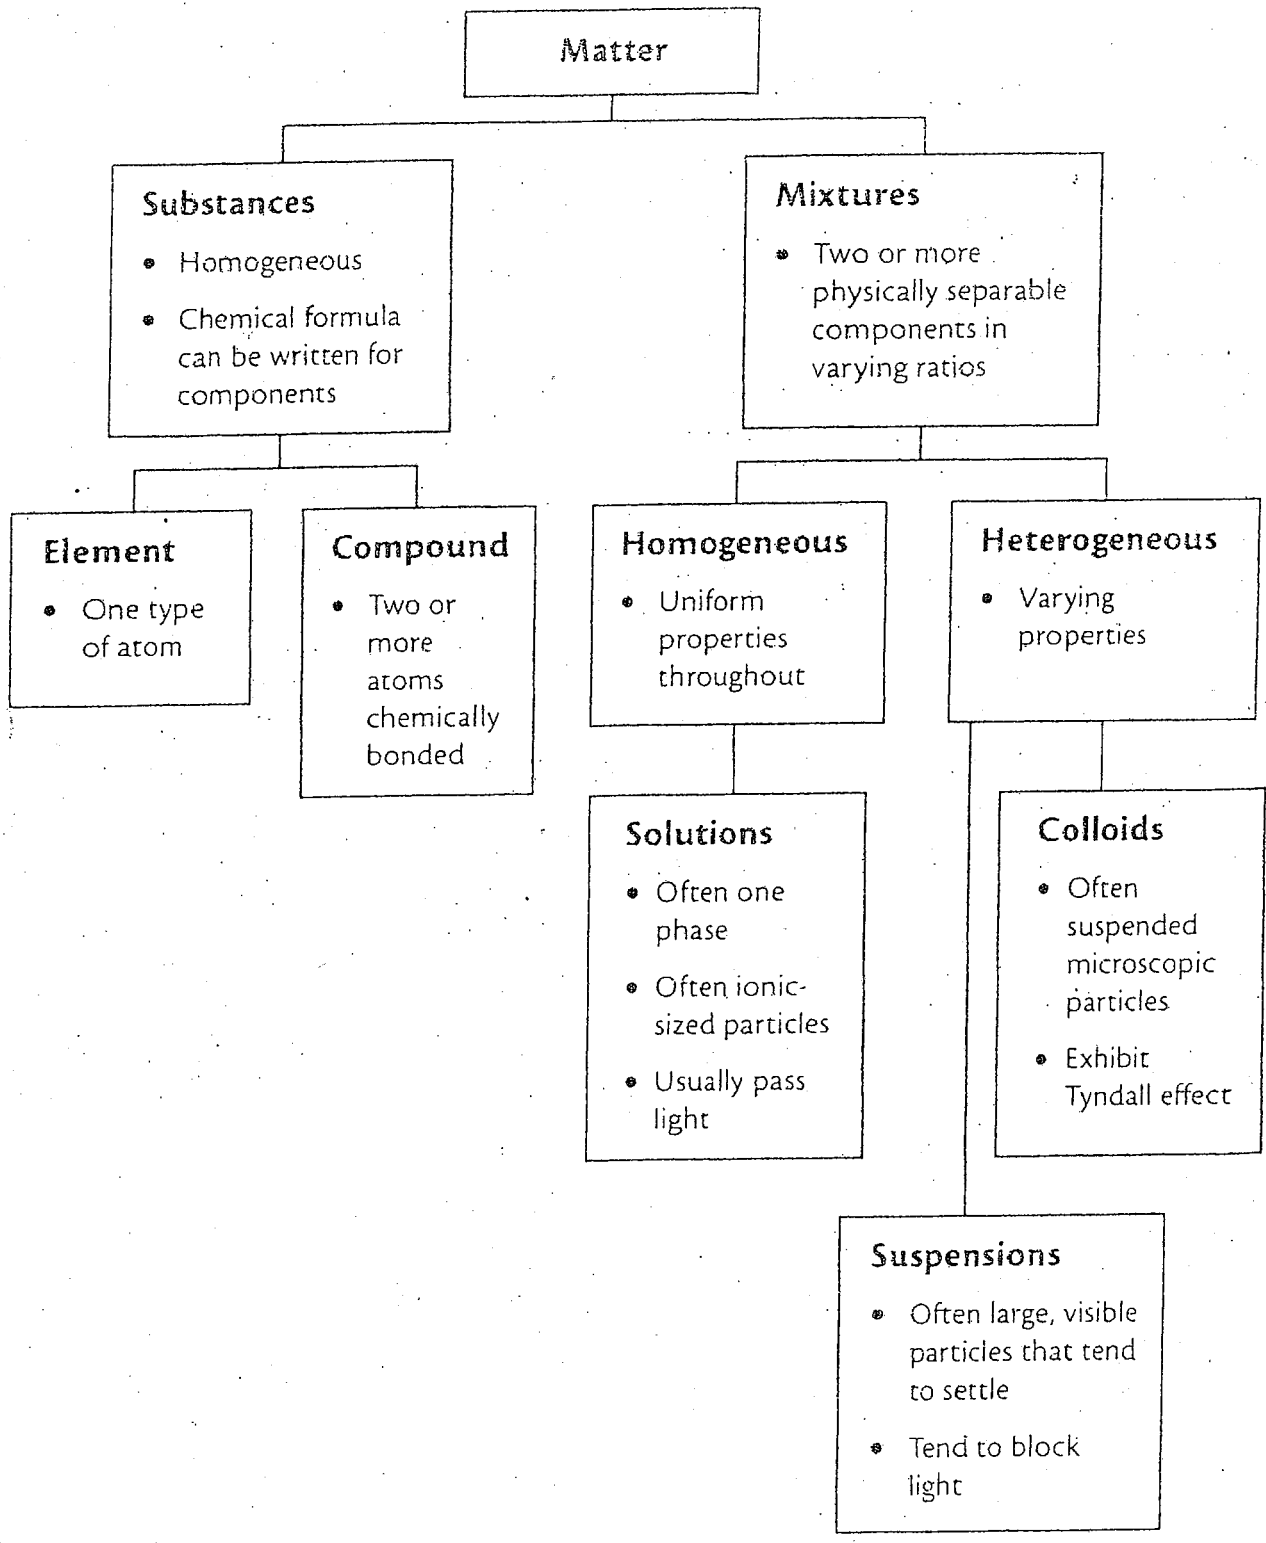 Matter
Substances
• Homogeneous
• Chemical formula
can be written for
components
Mixtures
• Two or more
physically separable
components in
varying ratios
Element
• One type
of atom
Compound
• Two or
more
atoms
chemically
bonded
Homogeneous
• Uniform
properties
throughout
Heterogeneous
• Varying
properties
Solutions
• Often one
phase
• Often ionic-
sized particles
• Usually pass
light
Colloids
• Often
suspended
microscopic
particles
• Exhibit
Tyndall effect
Suspensions
• Often large, visible
particles that tend
to settle
• Tend to block
light